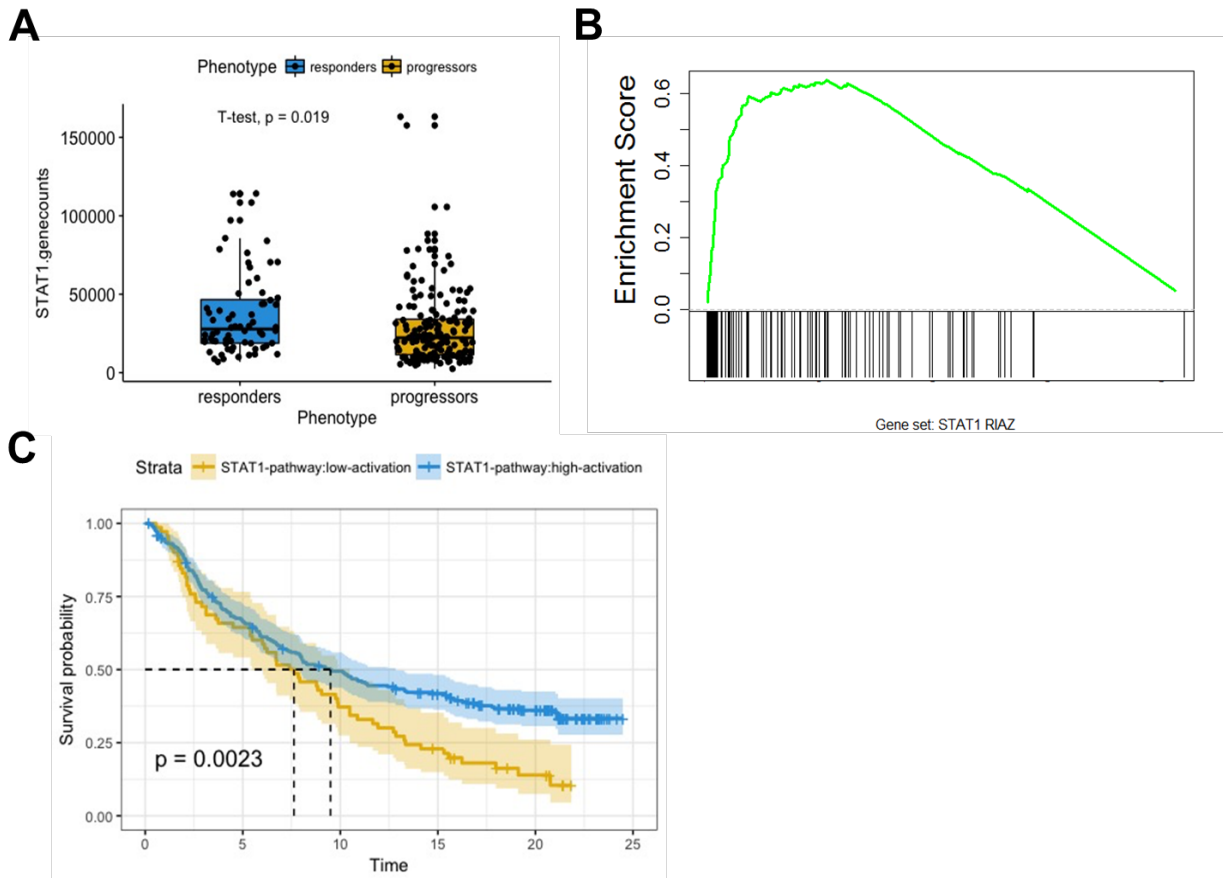 A
Phenotype responders progressors
T-test, p = 0.019
STAT1.genecounts
150000
100000
50000
0
responders progressors
Phenotype
B
Enrichment Score
0.6
0.4
0.2
0.0
Gene set: STAT1 RIAZ
C
Strata STAT1-pathway:low-activation STAT1-pathway:high-activation
Survival probability
1.00
0.75
0.50
0.25
0.00
p = 0.0023
0 5 10 15 20 25
Time